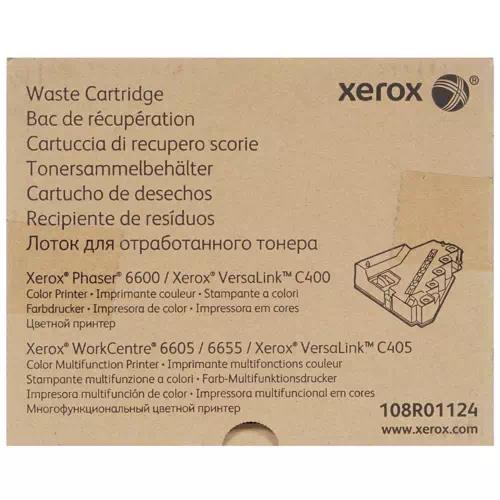 Waste Cartridge
xerox
Bac de récupération
Cartuccia di recupero scorie
Tonersammelbehälter
Cartucho de desechos
Recipiente de resíduos
Лоток для отработанного тонера
Xerox® Phaser® 6600 / Xerox® VersaLink™ C400
Color Printer • Imprimante couleur • Stampante a colori
Farbdrucker • Impresora de color • Impressora em cores
Цветной принтер
Xerox® WorkCentre® 6605 / 6655 / Xerox® VersaLink™ C405
Color Multifunction Printer • Imprimante multifonctions couleur
Stampante multifunzione a colori • Farb-Multifunktionsdrucker
Impresora multifunción de color • Impressora multifuncional em cores
Многофункциональный цветной принтер
108R01124
www.xerox.com